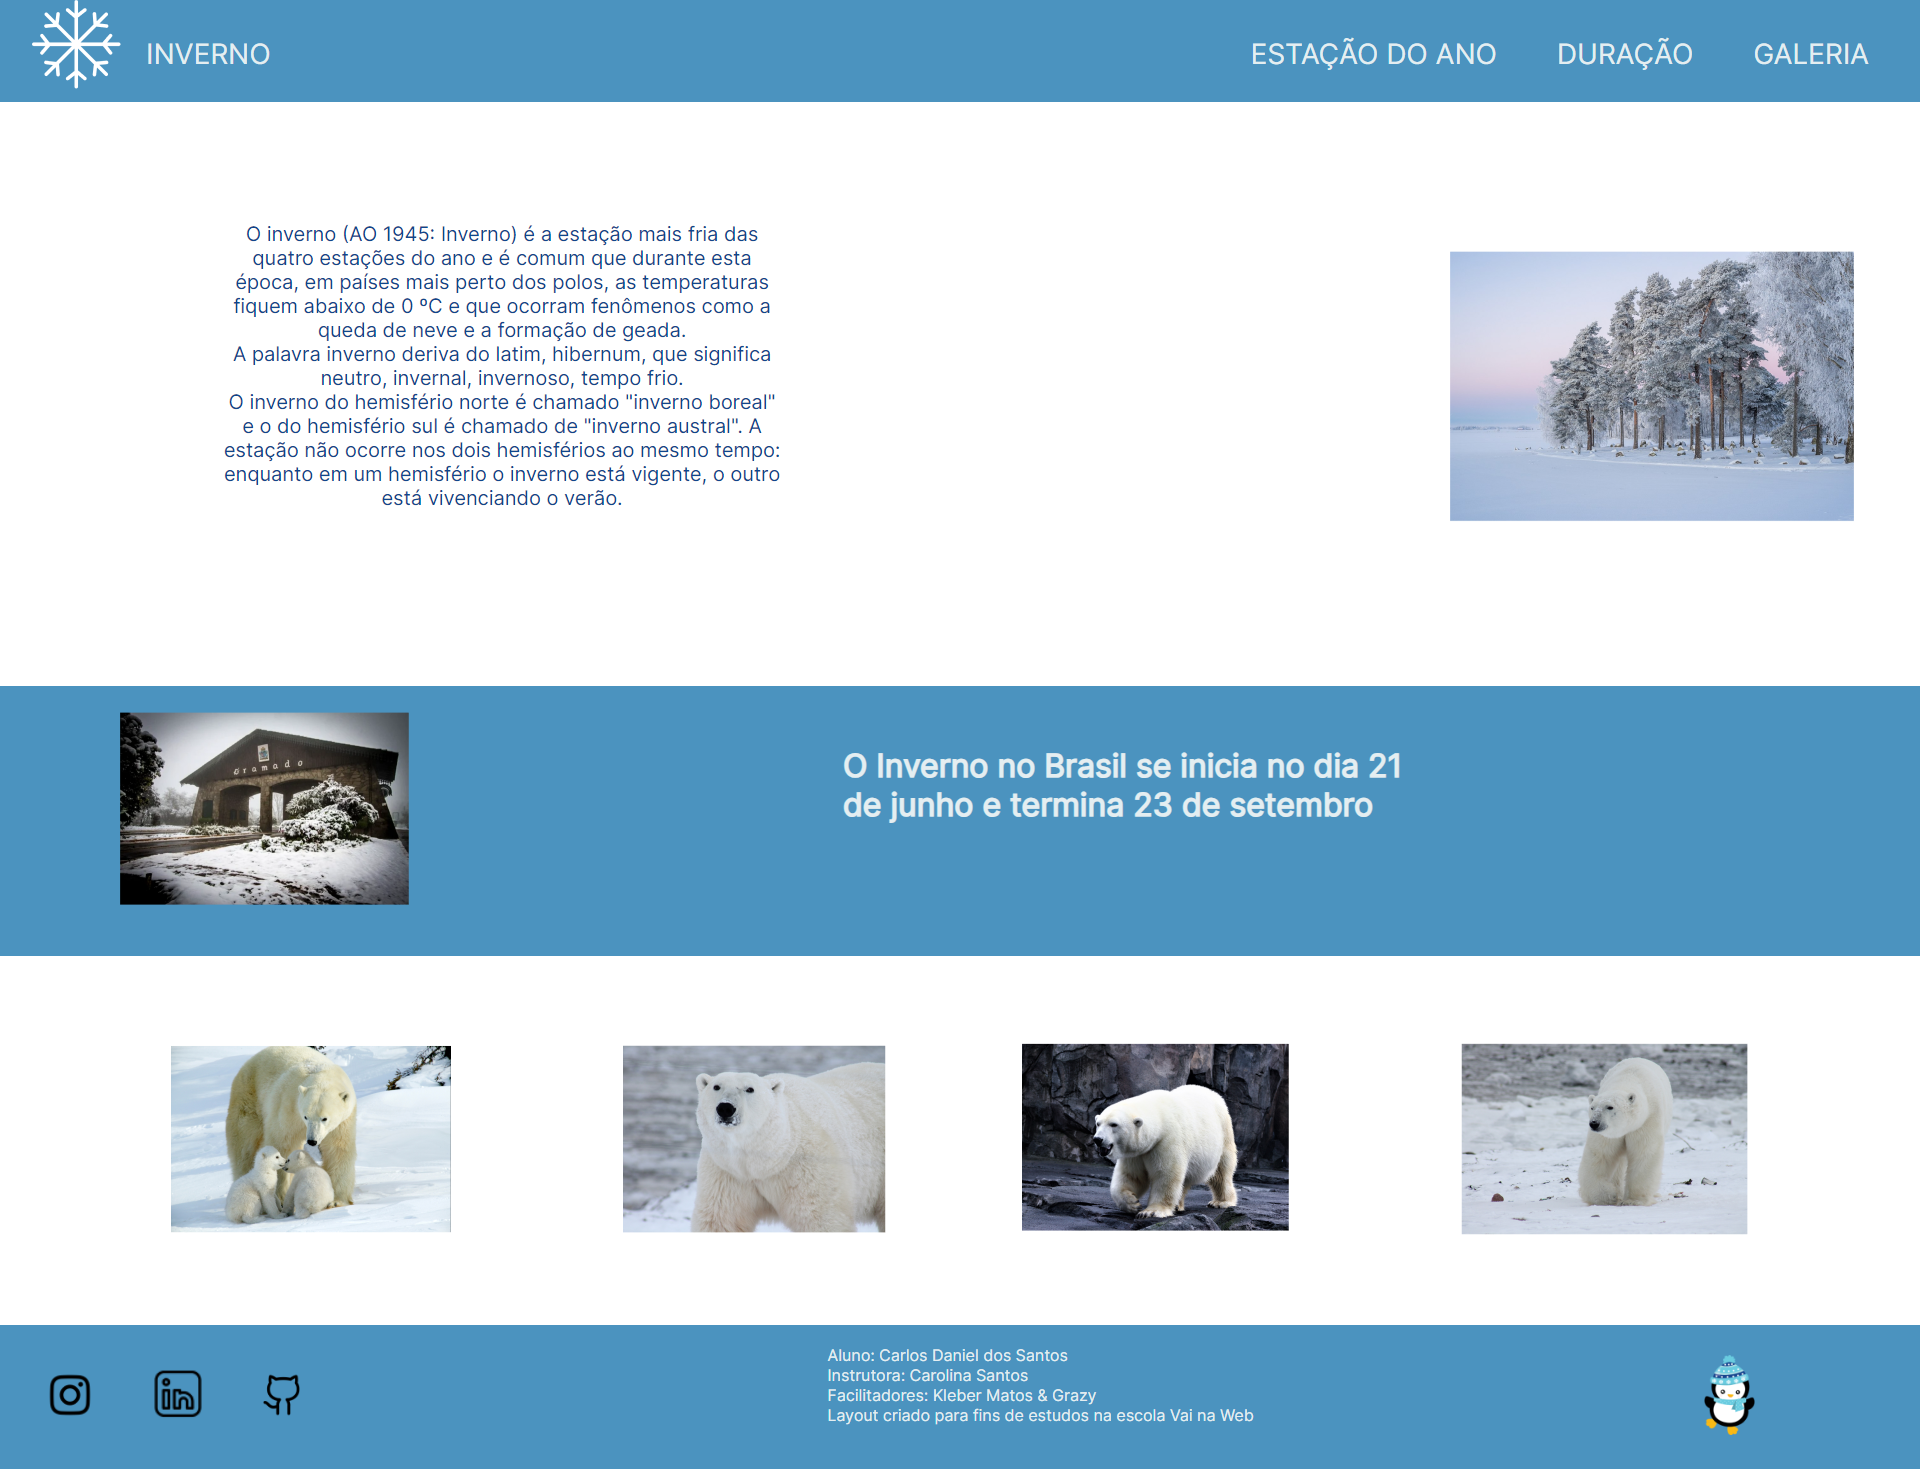 INVERNO
ESTAÇÃO DO ANO
DURAÇÃO
GALERIA
O inverno (AO 1945: Inverno) é a estação mais fria das
quatro estações do ano e é comum que durante esta
época, em países mais perto dos polos, as temperaturas
fiquem abaixo de 0 ºC e que ocorram fenômenos como a
queda de neve e a formação de geada.
A palavra inverno deriva do latim, hibernum, que significa
neutro, invernal, invernoso, tempo frio.
O inverno do hemisfério norte é chamado "inverno boreal"
e o do hemisfério sul é chamado de "inverno austral". A
estação não ocorre nos dois hemisférios ao mesmo tempo:
enquanto em um hemisfério o inverno está vigente, o outro
está vivenciando o verão.
Gramado
O Inverno no Brasil se inicia no dia 21
de junho e termina 23 de setembro
in
Aluno: Carlos Daniel dos Santos
Instrutora: Carolina Santos
Facilitadores: Kleber Matos & Grazy
Layout criado para fins de estudos na escola Vai na Web